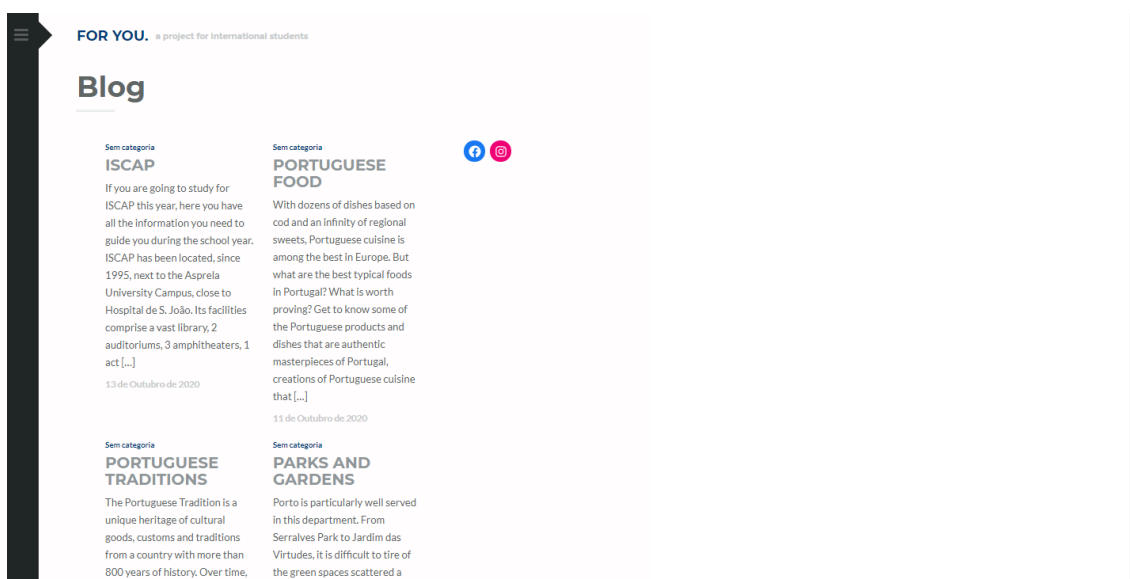 FOR YOU. a project for international students
Blog
Sem categoria
ISCAP
If you are going to study for
ISCAP this year, here you have
all the information you need to
guide you during the school year.
ISCAP has been located, since
1995, next to the Asprela
University Campus, close to
Hospital de S. João. Its facilities
comprise a vast library, 2
auditoriums, 3 amphitheaters, 1
act [...]
13 de Outubro de 2020
Sem categoria
PORTUGUESE
FOOD
With dozens of dishes based on
cod and an infinity of regional
sweets, Portuguese cuisine is
among the best in Europe. But
what are the best typical foods
in Portugal? What is worth
proving? Get to know some of
the Portuguese products and
dishes that are authentic
masterpieces of Portugal,
creations of Portuguese cuisine
that [...]
11 de Outubro de 2020
Sem categoria
PORTUGUESE
TRADITIONS
The Portuguese Tradition is a
unique heritage of cultural
goods, customs and traditions
from a country with more than
800 years of history. Over time,
Sem categoria
PARKS AND
GARDENS
Porto is particularly well served
in this department. From
Serralves Park to Jardim das
Virtudes, it is difficult to tire of
the green spaces scattered a